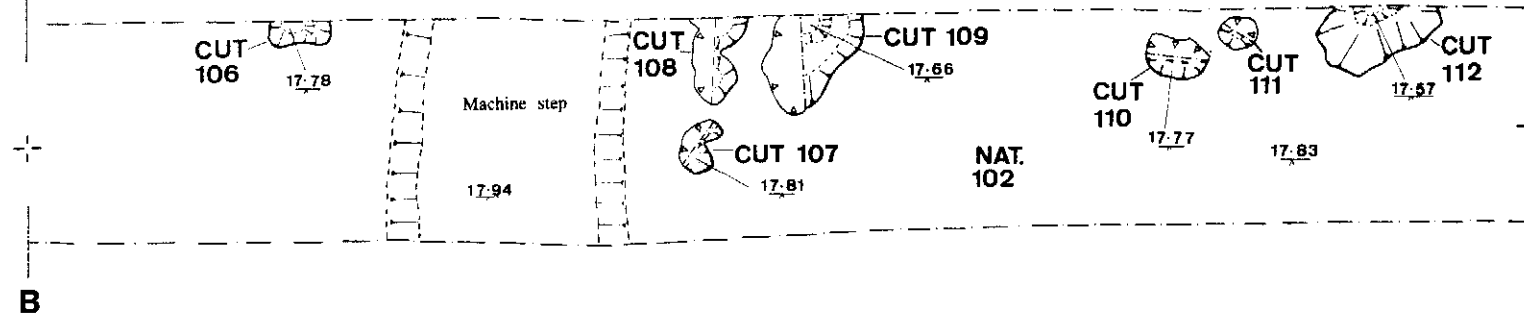 CUT
106
17·78
Machine step
17·94
CUT
108
CUT 109
17·66
CUT 107
17·81
NAT.
102
CUT
110
17·77
CUT
111
17·83
CUT
112
17·57
B